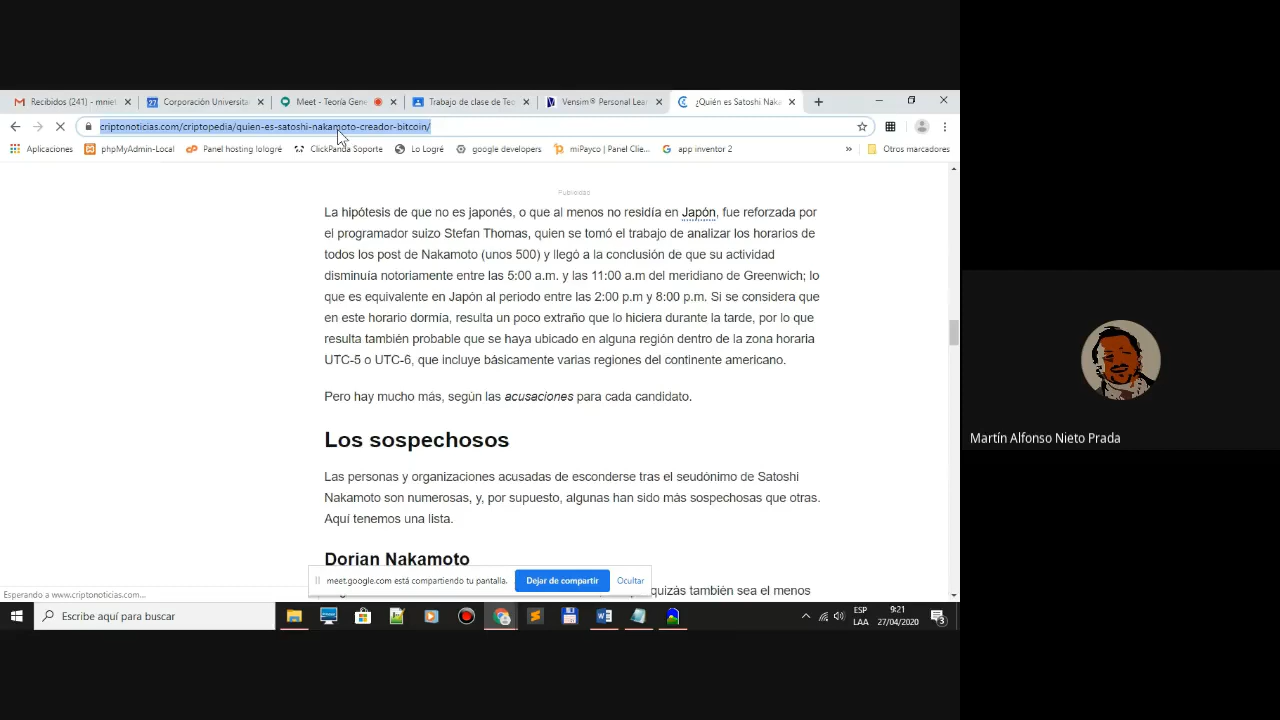 Recibidos (241) - mniet
Corporación Universita
Meet - Teoría Gene
Trabajo de clase de Teo
Vensim® Personal Lear
¿Quién es Satoshi Naka
criptonoticias.com/criptopedia/quien-es-satoshi-nakamoto-creador-bitcoin/
Aplicaciones
phpMyAdmin-Local
Panel hosting lologré
ClickPanda Soporte
Lo Logré
google developers
miPayco | Panel Clie...
app inventor 2
»
Otros marcadores
Publicidad
La hipótesis de que no es japonés, o que al menos no residía en Japón, fue reforzada por
el programador suizo Stefan Thomas, quien se tomó el trabajo de analizar los horarios de
todos los post de Nakamoto (unos 500) y llegó a la conclusión de que su actividad
disminuía notoriamente entre las 5:00 a.m. y las 11:00 a.m del meridiano de Greenwich; lo
que es equivalente en Japón al periodo entre las 2:00 p.m y 8:00 p.m. Si se considera que
en este horario dormía, resulta un poco extraño que lo hiciera durante la tarde, por lo que
resulta también probable que se haya ubicado en alguna región dentro de la zona horaria
UTC-5 o UTC-6, que incluye básicamente varias regiones del continente americano.
Pero hay mucho más, según las acusaciones para cada candidato.
Los sospechosos
Las personas y organizaciones acusadas de esconderse tras el seudónimo de Satoshi
Nakamoto son numerosas, y, por supuesto, algunas han sido más sospechosas que otras.
Aquí tenemos una lista.
Dorian Nakamoto
quizás también sea el menos
meet.google.com está compartiendo tu pantalla.
Dejar de compartir
Ocultar
Esperando a www.criptonoticias.com...
Escribe aquí para buscar
ESP
LAA
9:21
27/04/2020
3
Martín Alfonso Nieto Prada